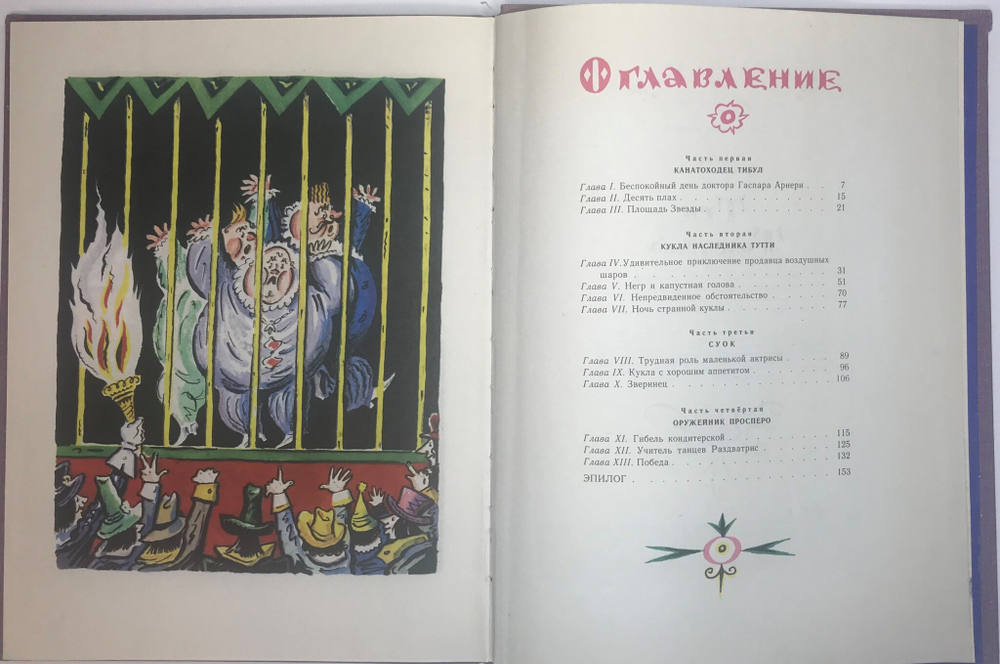 ОГЛАВЛЕНИЕ
Часть первая
КАНАТОХОДЕЦ ТИБУЛ
Глава I. Беспокойный день доктора Гаспара Арнери . . 7
Глава II. Десять плах . . . . . . . . . . 15
Глава III. Площадь Звезды . . . . . . . . 21
Часть вторая
КУКЛА НАСЛЕДНИКА ТУТТИ
Глава IV. Удивительное приключение продавца воздушных
шаров . . . . . . . . . . . 31
Глава V. Негр и капустная голова . . . . . . 51
Глава VI. Непредвиденное обстоятельство . . . . 70
Глава VII. Ночь странной куклы . . . . . . 77
Часть третья
СУОК
Глава VIII. Трудная роль маленькой актрисы . . . 89
Глава IX. Кукла с хорошим аппетитом . . . . . 96
Глава X. Зверинец . . . . . . . . . . 106
Часть четвёртая
ОРУЖЕЙНИК ПРОСПЕРО
Глава XI. Гибель кондитерской . . . . . . . 115
Глава XII. Учитель танцев Раздватрис . . . . . 125
Глава XIII. Победа . . . . . . . . . . 132
ЭПИЛОГ . . . . . . . . . . . . 153